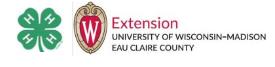 Extension
UNIVERSITY OF WISCONSIN–MADISON
EAU CLAIRE COUNTY